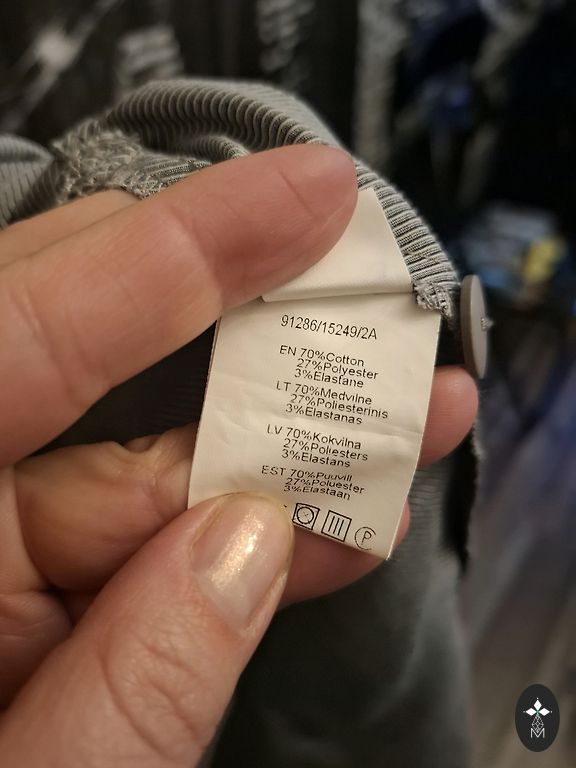 91286/15249/2A
EN 70%Cotton
27%Polyester
3%Elastane
LT 70%Medvilne
27%Poliesterinis
3%Elastanas
LV 70%Kokvilna
27%Poliesters
3%Elastans
EST 70%Puuvill
27%Poluester
3%Elastaan
P
M